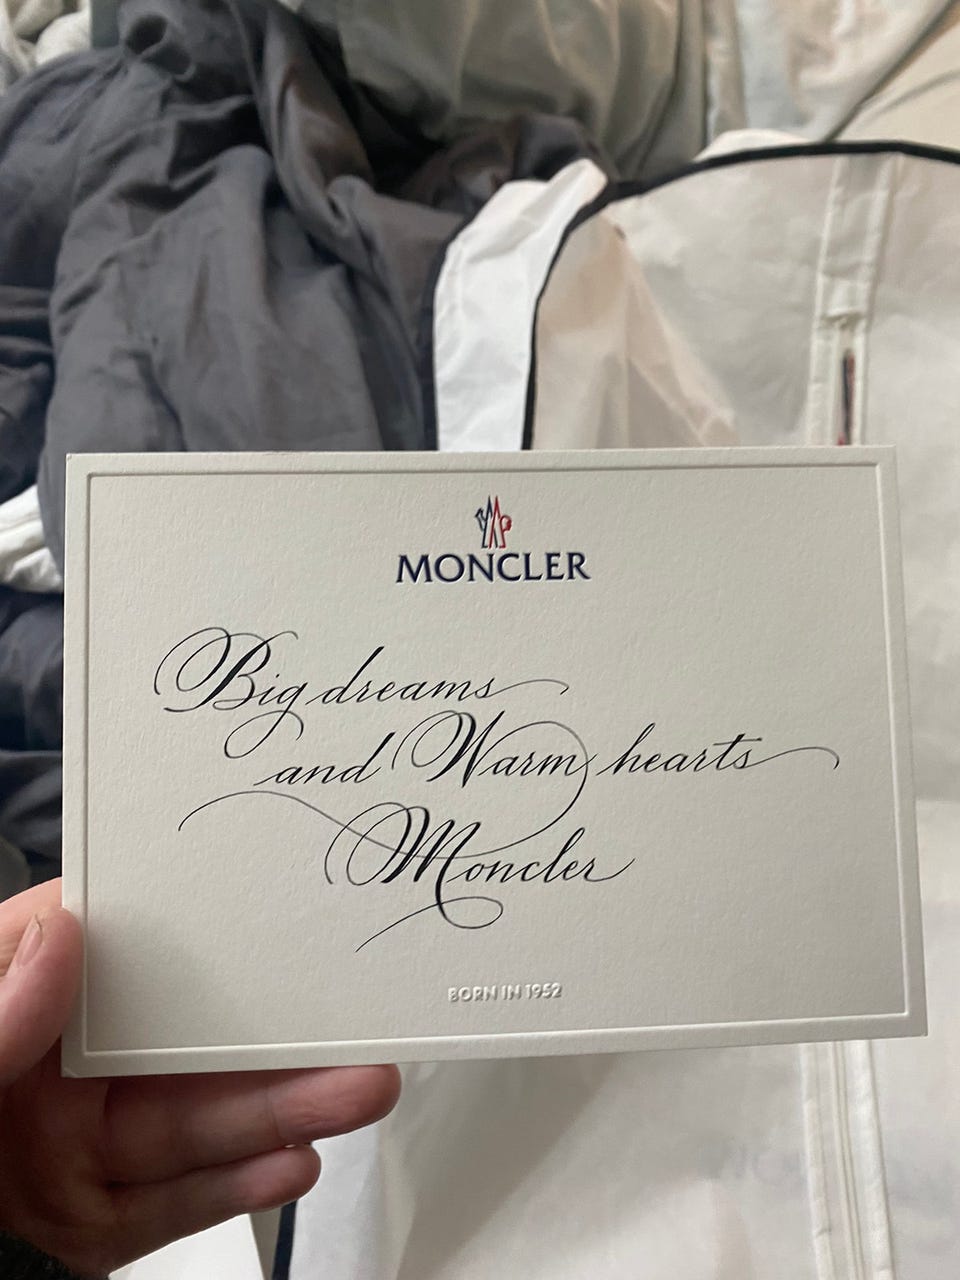 MONCLER
Big dreams
and Warm hearts
Moncler
BORN IN 1952